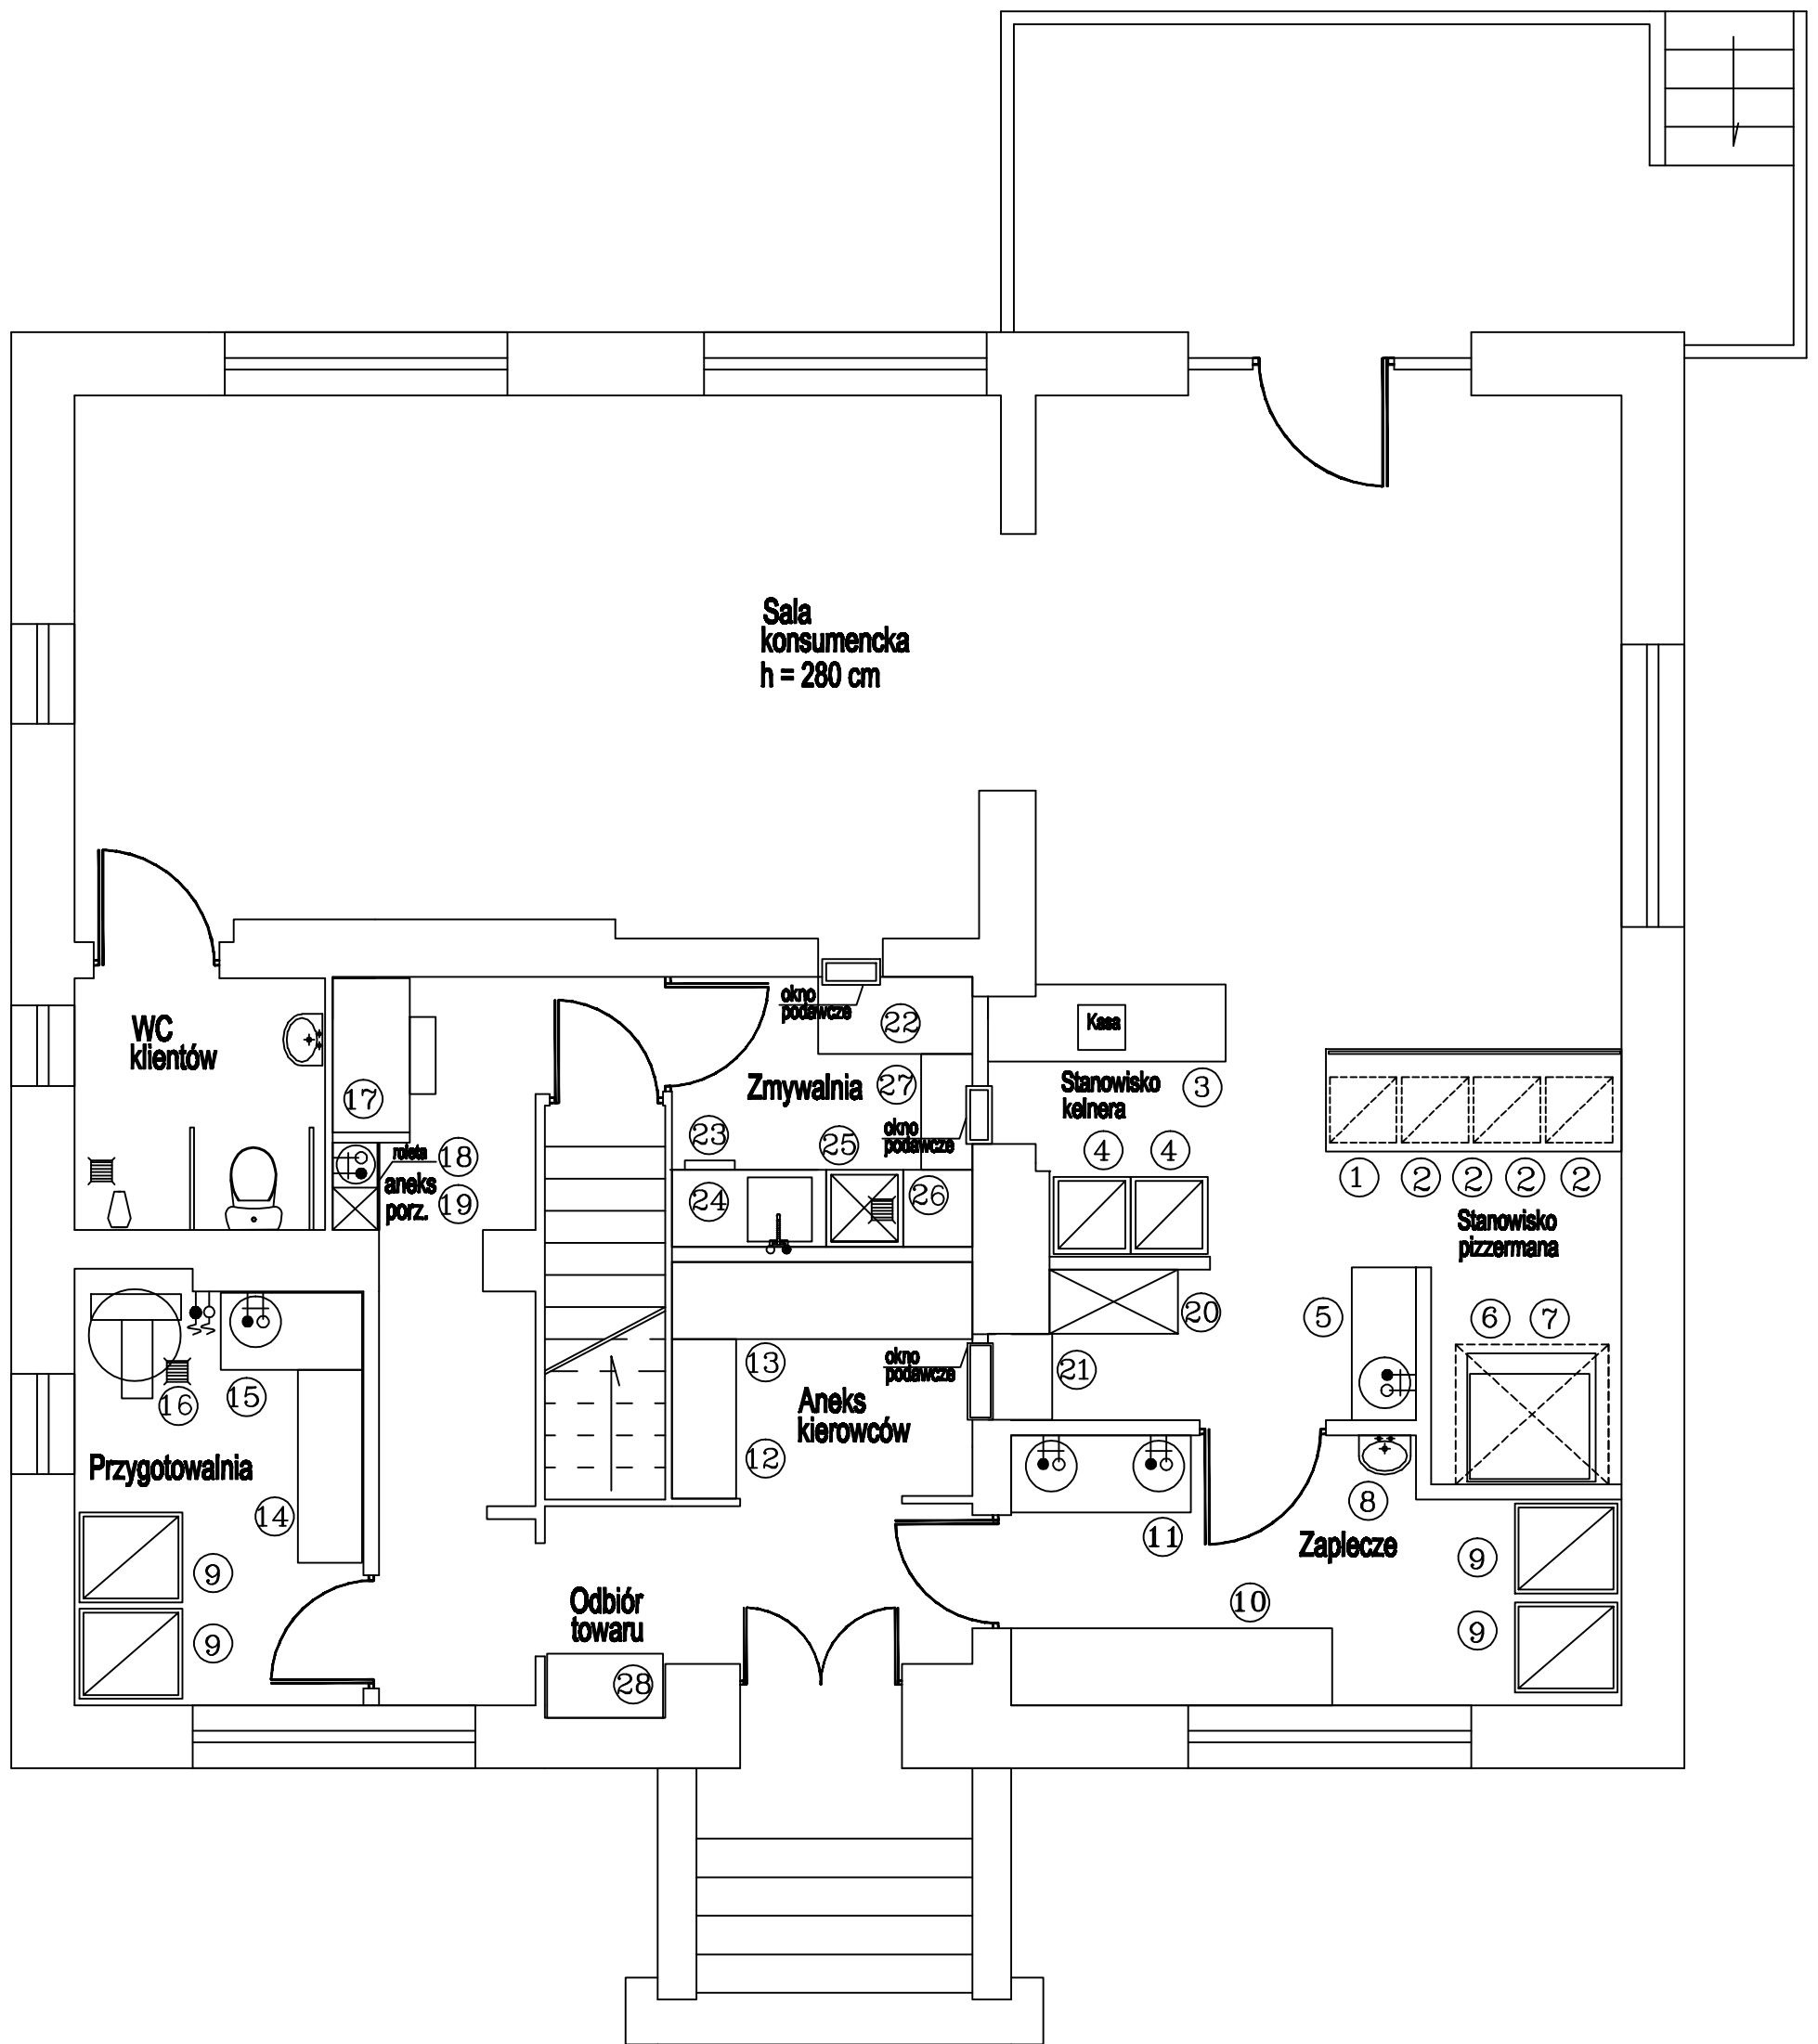 Sala
konsumencka
h = 280 cm
WC
klientów
okno
podawcze
22
Kasa
Zmywalnia
27
Stanowisko
kelnera
3
17
23
25
okno
podawcze
roleta
18
aneks
porz.
19
24
26
4
4
1
2
2
2
2
Stanowisko
pizzermana
20
5
6
7
13
okno
podawcze
21
16
15
Aneks
kierowców
12
Przygotowalnia
14
8
11
Zaplecze
9
9
9
9
10
Odbiór
towaru
28